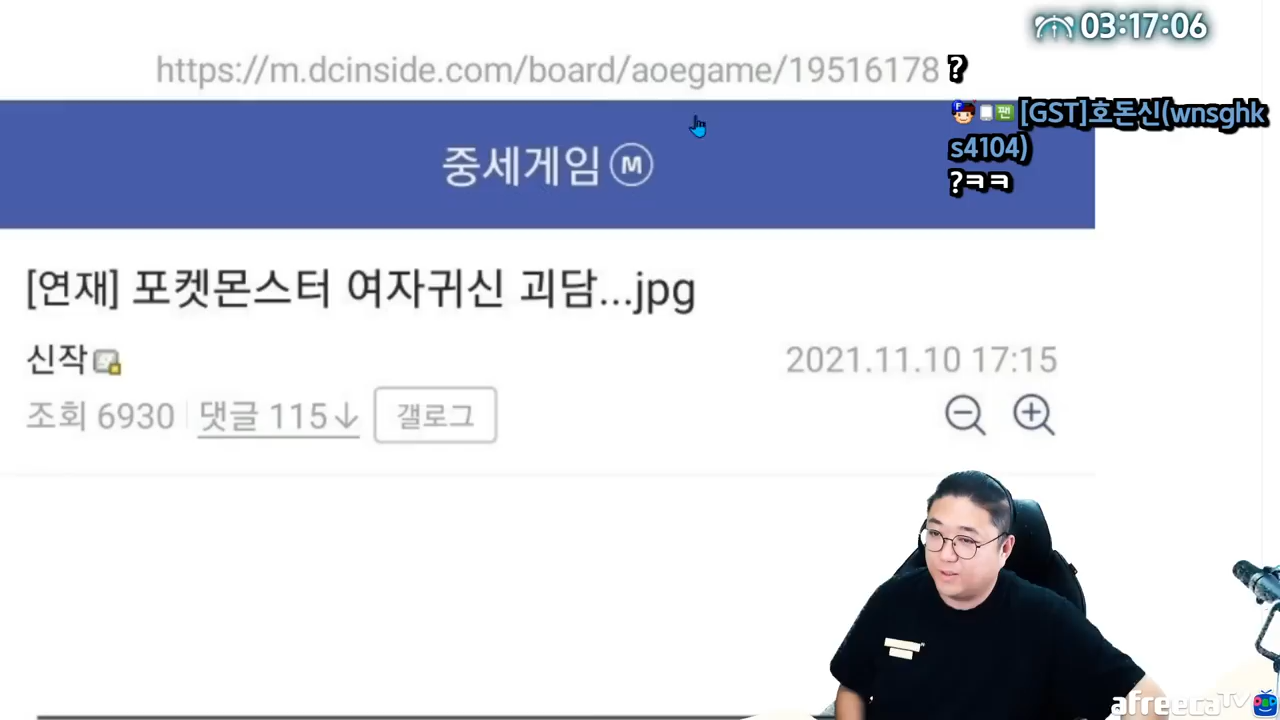 03:17:06
https://m.dcinside.com/board/aoegame/19516178
?
[GST]호돈신(wnsghk
s4104)
?ㅋㅋ
중세게임 M
[연재] 포켓몬스터 여자귀신 괴담...jpg
신작
2021.11.10 17:15
조회 6930
댓글 115↓
갤로그
afreecaTV